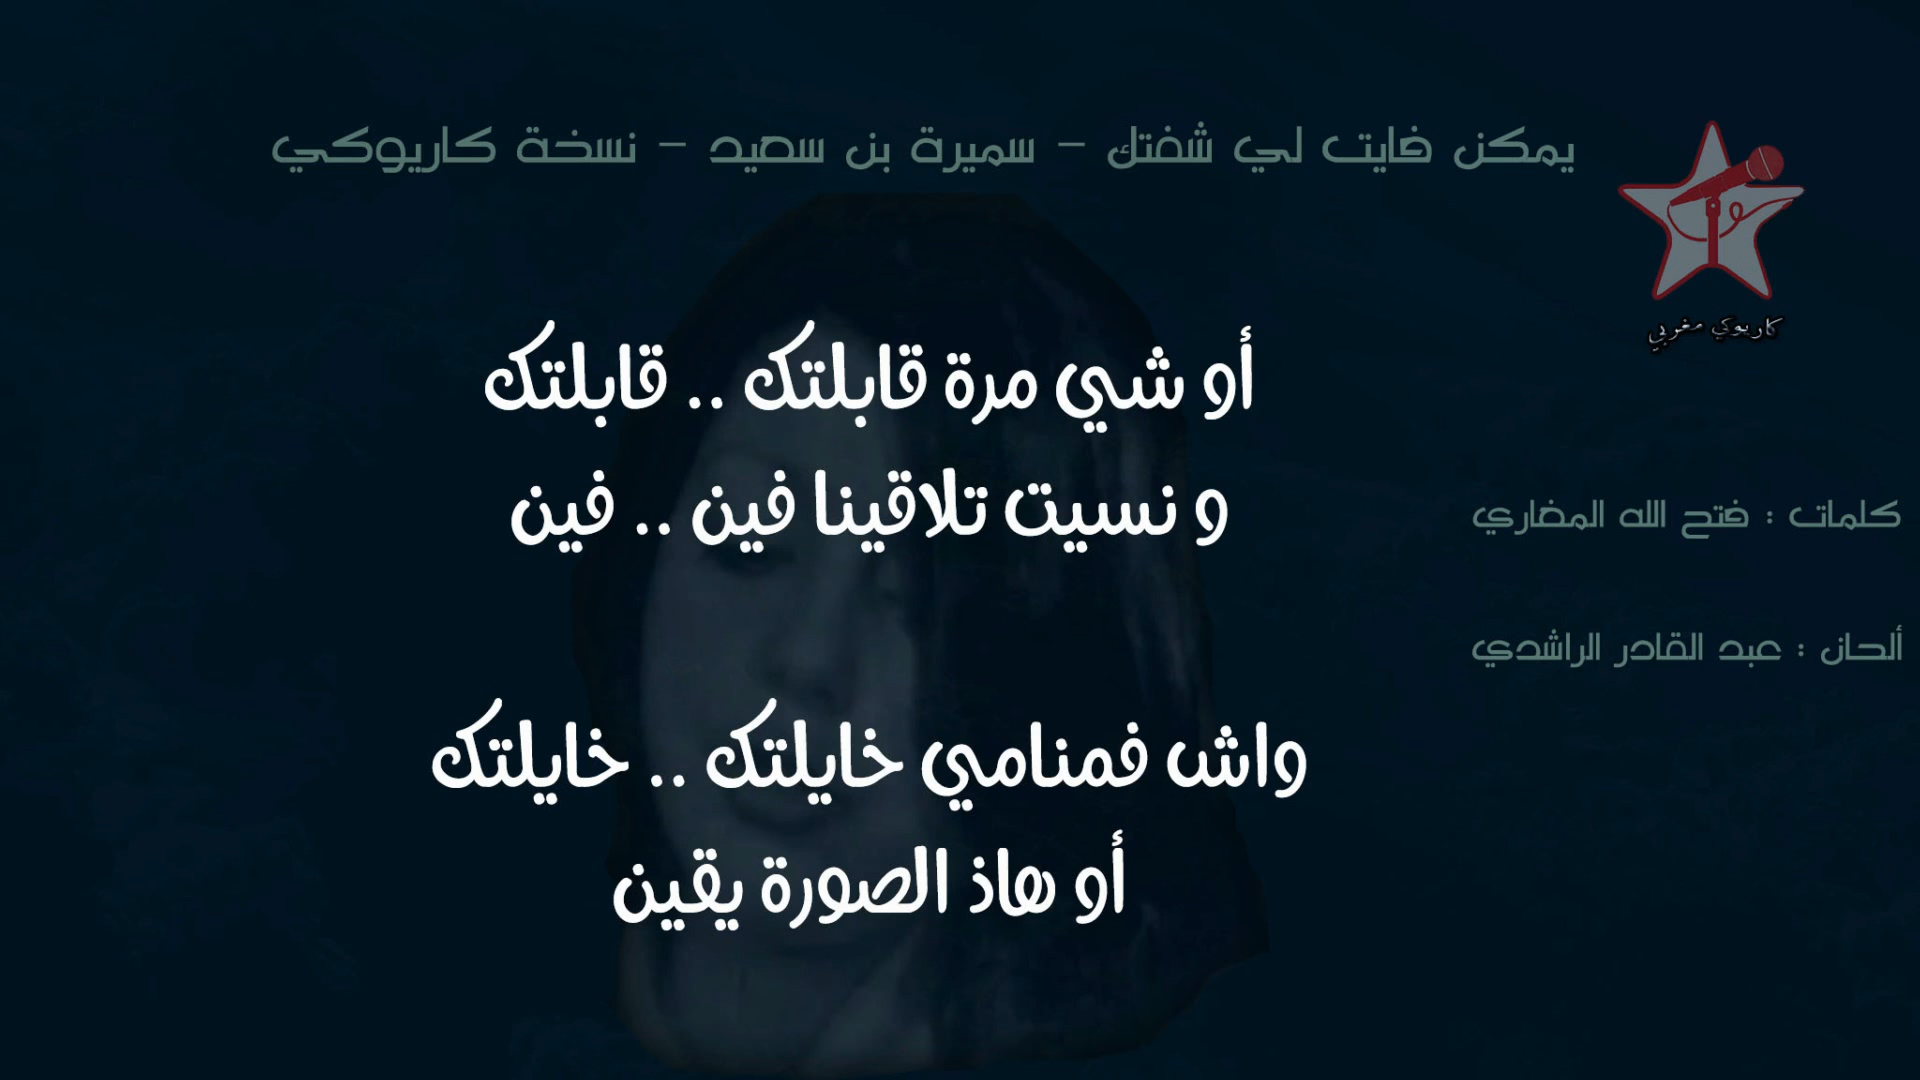 يمكن فايت لي شفتك – سميرة بن سعيد – نسخة كاريوكي
كاريوكي مغربي
أو شي مرة قابلتك .. قابلتك
و نسيت تلاقينا فين .. فين
كلمات : فتح الله المغاري
ألحان : عبد القادر الراشدي
واش فمنامي خايلتك .. خايلتك
أو هاذ الصورة يقين